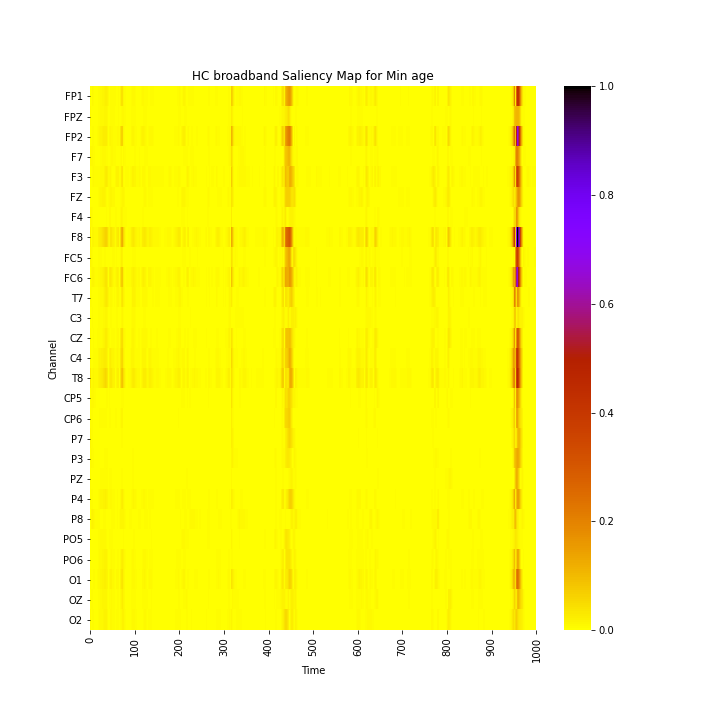 HC broadband Saliency Map for Min age
Channel
FP1
FPZ
FP2
F7
F3
FZ
F4
F8
FC5
FC6
T7
C3
CZ
C4
T8
CP5
CP6
P7
P3
PZ
P4
P8
PO5
PO6
O1
OZ
O2
0 100 200 300 400 500 600 700 800 900 1000
Time
1.0
0.8
0.6
0.4
0.2
0.0